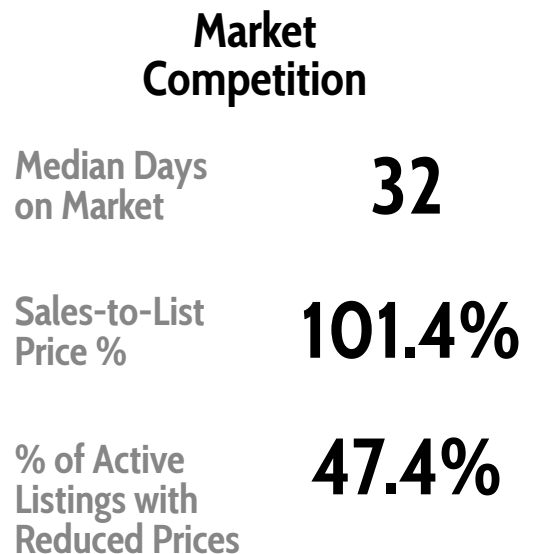 Market
Competition
Median Days
on Market
32
Sales-to-List
Price %
101.4%
% of Active
Listings with
Reduced Prices
47.4%